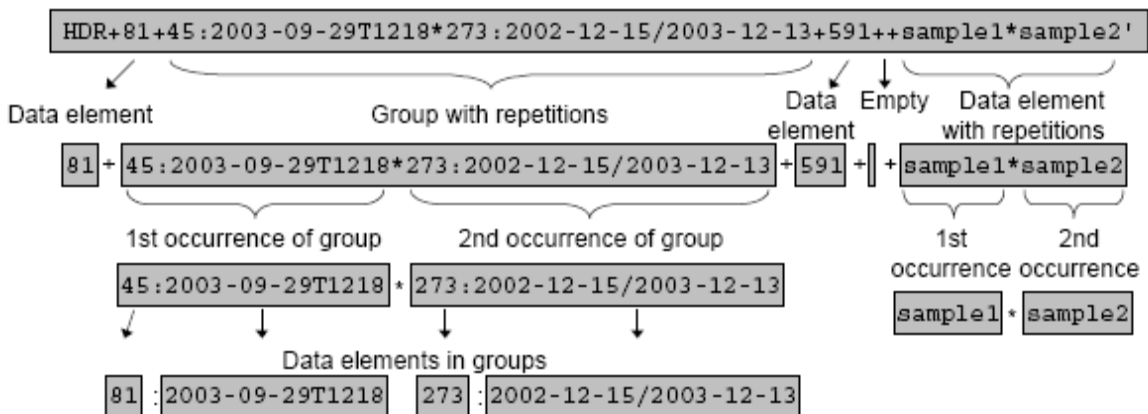 HDR+81+45:2003-09-29T1218*273:2002-12-15/2003-12-13+591++sample1*sample2'
Data element
Group with repetitions
Data element
Empty
Data element with repetitions
81 + 45:2003-09-29T1218*273:2002-12-15/2003-12-13 + 591 + + sample1*sample2
1st occurrence of group
2nd occurrence of group
1st occurrence
2nd occurrence
45:2003-09-29T1218 * 273:2002-12-15/2003-12-13
sample1 * sample2
Data elements in groups
81 : 2003-09-29T1218 273 : 2002-12-15/2003-12-13